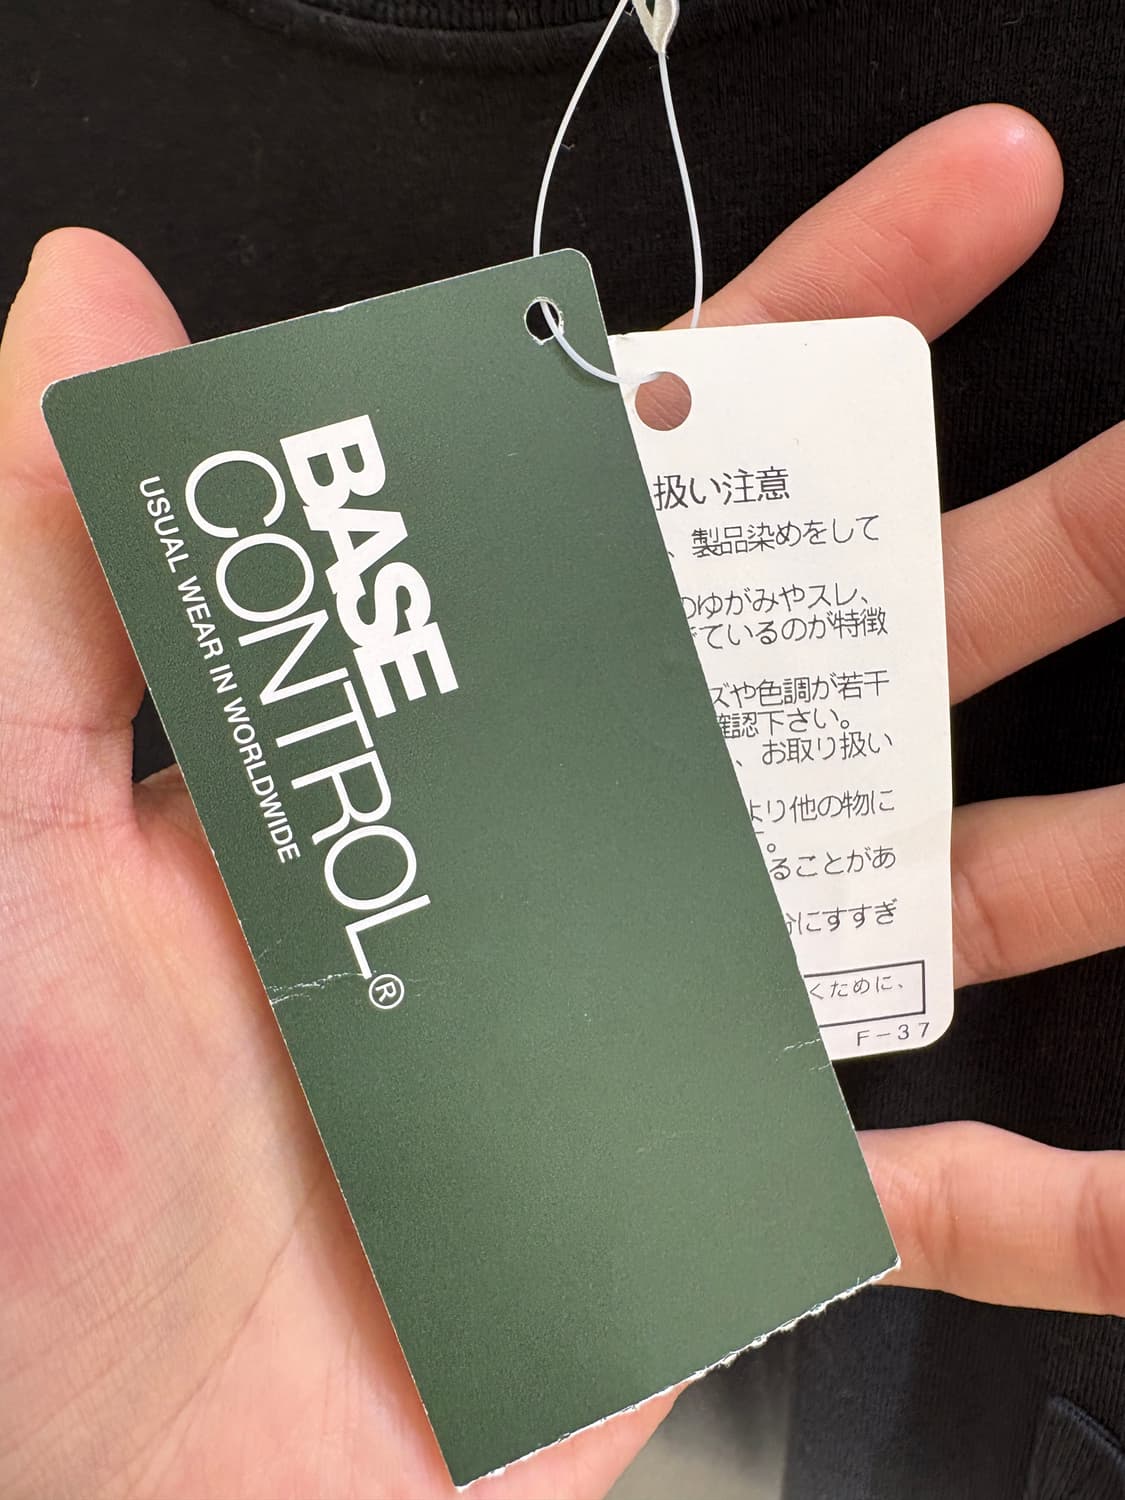 BASE
CONTROL®
USUAL WEAR IN WORLDWIDE
扱い注意
、製品染めをして
のゆがみやスレ、
ているのが特徴
ズや色調が若干
確認下さい。
、お取り扱い
より他の物に
。
ることがあ
分にすすぎ
くために、
F-37